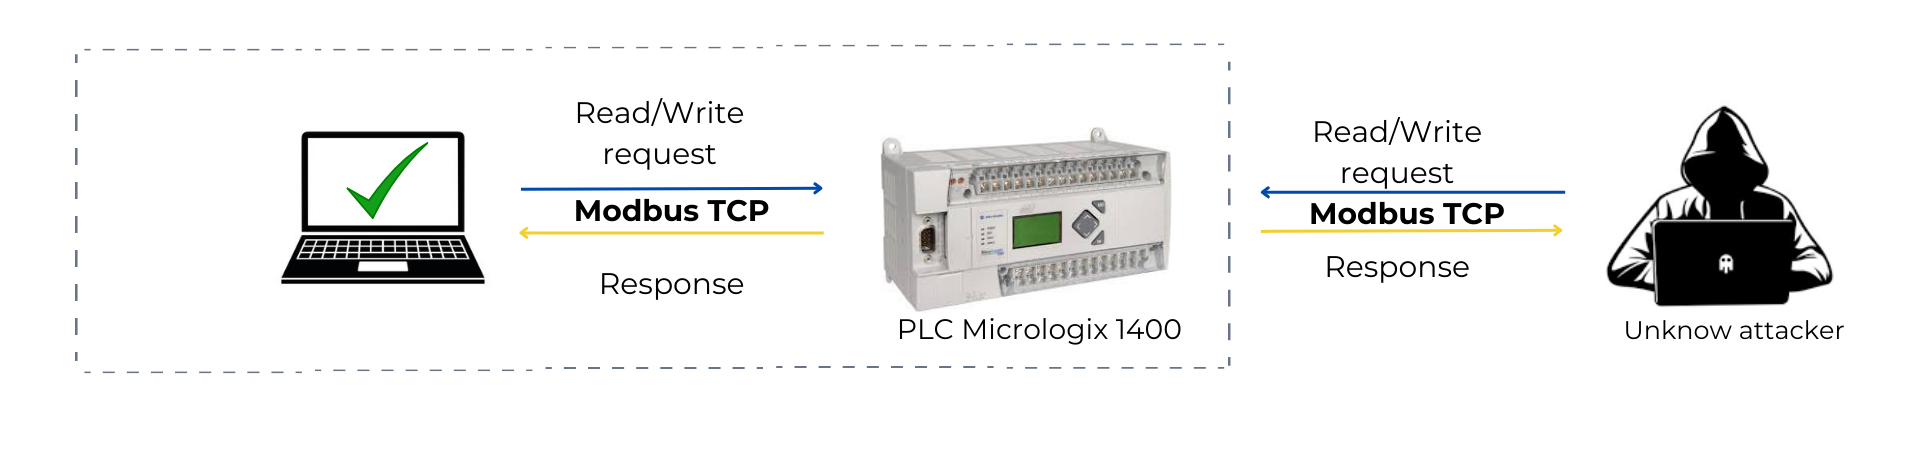 Read/Write
request
Modbus TCP
Response
PLC Micrologix 1400
Read/Write
request
Modbus TCP
Response
Unknow attacker